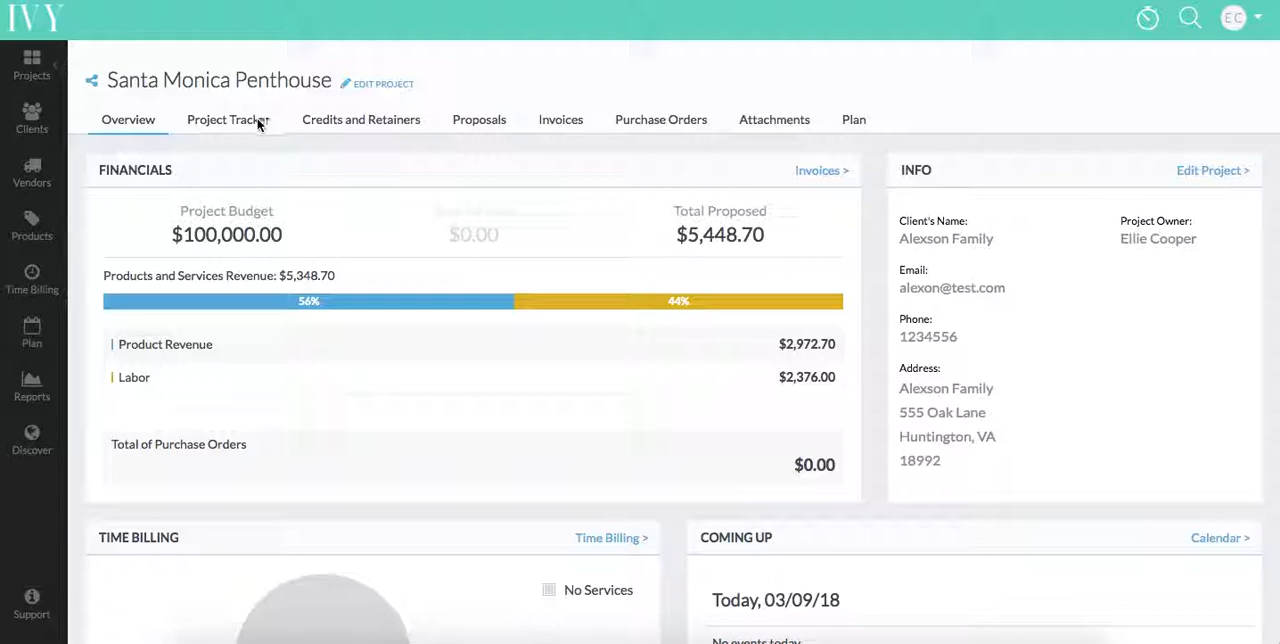 IVY
EC
Projects
Clients
Vendors
Products
Time Billing
Plan
Reports
Discover
Support
Santa Monica Penthouse
EDIT PROJECT
Overview Project Tracker Credits and Retainers Proposals Invoices Purchase Orders Attachments Plan
FINANCIALS Invoices >
Project Budget Total Proposed
$100,000.00 $0.00 $5,448.70
Products and Services Revenue: $5,348.70
56% 44%
Product Revenue $2,972.70
Labor $2,376.00
Total of Purchase Orders
$0.00
INFO Edit Project >
Client's Name: Project Owner:
Alexson Family Ellie Cooper
Email:
alexon@test.com
Phone:
1234556
Address:
Alexson Family
555 Oak Lane
Huntington, VA
18992
TIME BILLING Time Billing >
No Services
COMING UP Calendar >
Today, 03/09/18
No events today